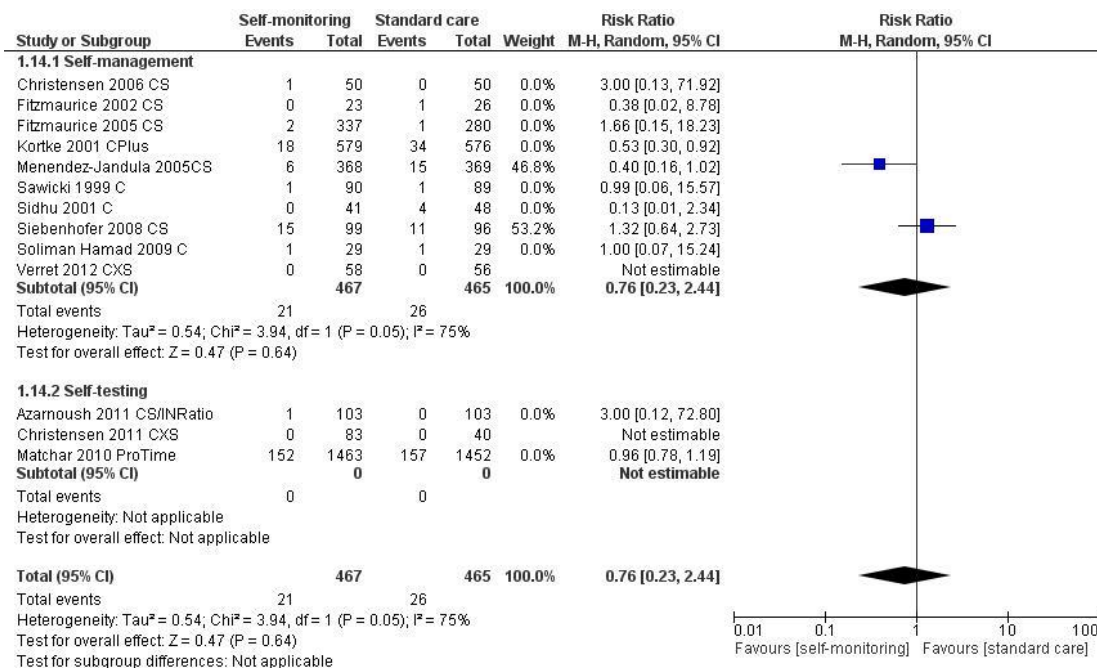 Self-monitoring Standard care Risk Ratio Risk Ratio
Study or Subgroup Events Total Events Total Weight M-H, Random, 95% CI M-H, Random, 95% CI
1.14.1 Self-management
Christensen 2006 CS 1 50 0 50 0.0% 3.00 [0.13, 71.92]
Fitzmaurice 2002 CS 0 23 1 26 0.0% 0.38 [0.02, 8.78]
Fitzmaurice 2005 CS 2 337 1 280 0.0% 1.66 [0.15, 18.23]
Kortke 2001 CPlus 18 579 34 576 0.0% 0.53 [0.30, 0.92]
Menendez-Jandula 2005CS 6 368 15 369 46.8% 0.40 [0.16, 1.02]
Sawicki 1999 C 1 90 1 89 0.0% 0.99 [0.06, 15.57]
Sidhu 2001 C 0 41 4 48 0.0% 0.13 [0.01, 2.34]
Siebenhofer 2008 CS 15 99 11 96 53.2% 1.32 [0.64, 2.73]
Soliman Hamad 2009 C 1 29 1 29 0.0% 1.00 [0.07, 15.24]
Verret 2012 CXS 0 58 0 56 Not estimable
Subtotal (95% CI) 467 465 100.0% 0.76 [0.23, 2.44]
Total events 21 26
Heterogeneity: Tau² = 0.54; Chi² = 3.94, df = 1 (P = 0.05); I² = 75%
Test for overall effect: Z = 0.47 (P = 0.64)
1.14.2 Self-testing
Azarnoush 2011 CS/INRatio 1 103 0 103 0.0% 3.00 [0.12, 72.80]
Christensen 2011 CXS 0 83 0 40 Not estimable
Matchar 2010 ProTime 152 1463 157 1452 0.0% 0.96 [0.78, 1.19]
Subtotal (95% CI) 0 0 Not estimable
Total events 0 0
Heterogeneity: Not applicable
Test for overall effect: Not applicable
Total (95% CI) 467 465 100.0% 0.76 [0.23, 2.44]
Total events 21 26
Heterogeneity: Tau² = 0.54; Chi² = 3.94, df = 1 (P = 0.05); I² = 75%
Test for overall effect: Z = 0.47 (P = 0.64)
Test for subgroup differences: Not applicable
0.01 0.1 1 10 100
Favours [self-monitoring] Favours [standard care]